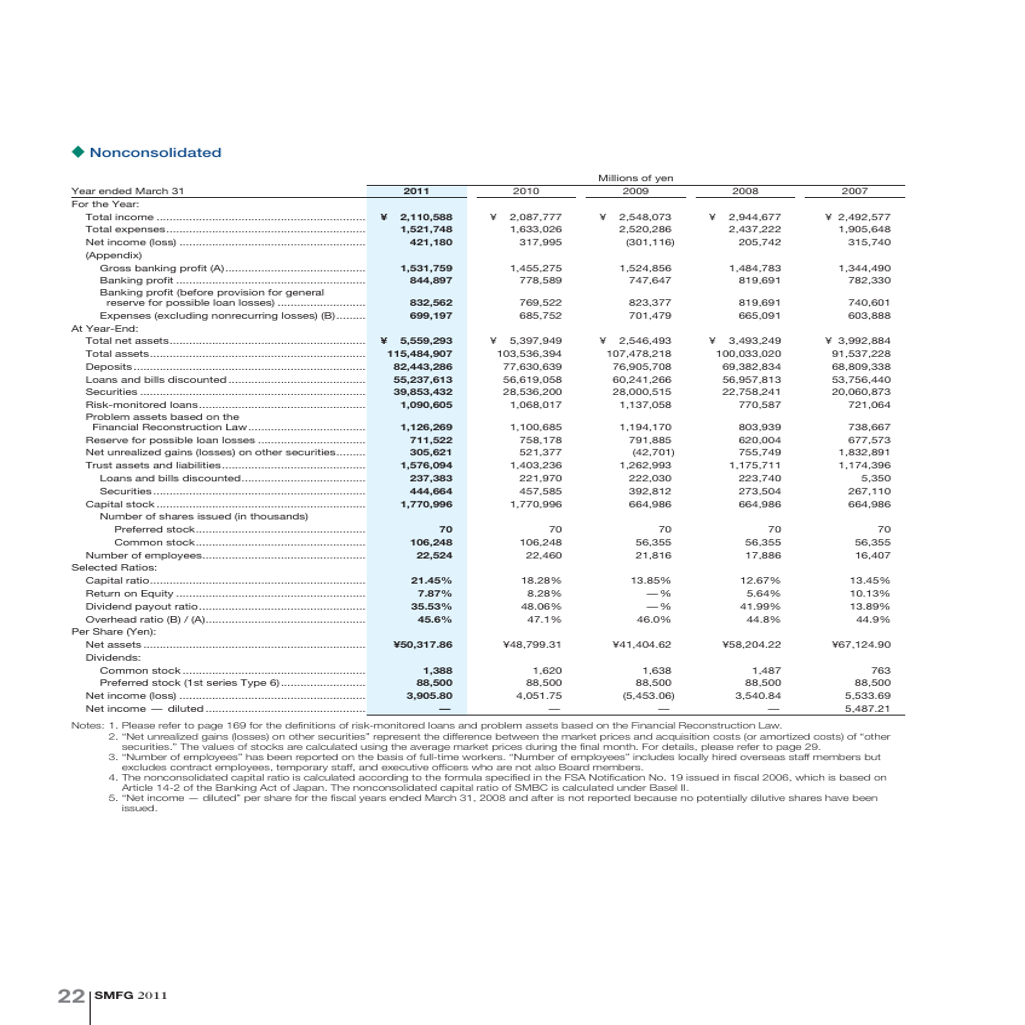 ◆ Nonconsolidated
Millions of yen
Year ended March 31 2011 2010 2009 2008 2007
For the Year:
Total income ¥ 2,110,588 ¥ 2,087,777 ¥ 2,548,073 ¥ 2,944,677 ¥ 2,492,577
Total expenses 1,521,748 1,633,026 2,520,286 2,437,222 1,905,648
Net income (loss) 421,180 317,995 (301,116) 205,742 315,740
(Appendix)
Gross banking profit (A) 1,531,759 1,455,275 1,524,856 1,484,783 1,344,490
Banking profit 844,897 778,589 747,647 819,691 782,330
Banking profit (before provision for general
reserve for possible loan losses) 832,562 769,522 823,377 819,691 740,601
Expenses (excluding nonrecurring losses) (B) 699,197 685,752 701,479 665,091 603,888
At Year-End:
Total net assets ¥ 5,559,293 ¥ 5,397,949 ¥ 2,546,493 ¥ 3,493,249 ¥ 3,992,884
Total assets 115,484,907 103,536,394 107,478,218 100,033,020 91,537,228
Deposits 82,443,286 77,630,639 76,905,708 69,382,834 68,809,338
Loans and bills discounted 55,237,613 56,619,058 60,241,266 56,957,813 53,756,440
Securities 39,853,432 28,536,200 28,000,515 22,758,241 20,060,873
Risk-monitored loans 1,090,605 1,068,017 1,137,058 770,587 721,064
Problem assets based on the
Financial Reconstruction Law 1,126,269 1,100,685 1,194,170 803,939 738,667
Reserve for possible loan losses 711,522 758,178 791,885 620,004 677,573
Net unrealized gains (losses) on other securities 305,621 521,377 (42,701) 755,749 1,832,891
Trust assets and liabilities 1,576,094 1,403,236 1,262,993 1,175,711 1,174,396
Loans and bills discounted 237,383 221,970 222,030 223,740 5,350
Securities 444,664 457,585 392,812 273,504 267,110
Capital stock 1,770,996 1,770,996 664,986 664,986 664,986
Number of shares issued (in thousands)
Preferred stock 70 70 70 70 70
Common stock 106,248 106,248 56,355 56,355 56,355
Number of employees 22,524 22,460 21,816 17,886 16,407
Selected Ratios:
Capital ratio 21.45% 18.28% 13.85% 12.67% 13.45%
Return on Equity 7.87% 8.28% — % 5.64% 10.13%
Dividend payout ratio 35.53% 48.06% — % 41.99% 13.89%
Overhead ratio (B) / (A) 45.6% 47.1% 46.0% 44.8% 44.9%
Per Share (Yen):
Net assets ¥50,317.86 ¥48,799.31 ¥41,404.62 ¥58,204.22 ¥67,124.90
Dividends:
Common stock 1,388 1,620 1,638 1,487 763
Preferred stock (1st series Type 6) 88,500 88,500 88,500 88,500 88,500
Net income (loss) 3,905.80 4,051.75 (5,453.06) 3,540.84 5,533.69
Net income — diluted — — — — 5,487.21
Notes: 1. Please refer to page 169 for the definitions of risk-monitored loans and problem assets based on the Financial Reconstruction Law.
2. “Net unrealized gains (losses) on other securities” represent the difference between the market prices and acquisition costs (or amortized costs) of “other
securities.” The values of stocks are calculated using the average market prices during the final month. For details, please refer to page 29.
3. “Number of employees” has been reported on the basis of full-time workers. “Number of employees” includes locally hired overseas staff members but
excludes contract employees, temporary staff, and executive officers who are not also Board members.
4. The nonconsolidated capital ratio is calculated according to the formula specified in the FSA Notification No. 19 issued in fiscal 2006, which is based on
Article 14-2 of the Banking Act of Japan. The nonconsolidated capital ratio of SMBC is calculated under Basel II.
5. “Net income — diluted” per share for the fiscal years ended March 31, 2008 and after is not reported because no potentially dilutive shares have been
issued.
22 SMFG 2011